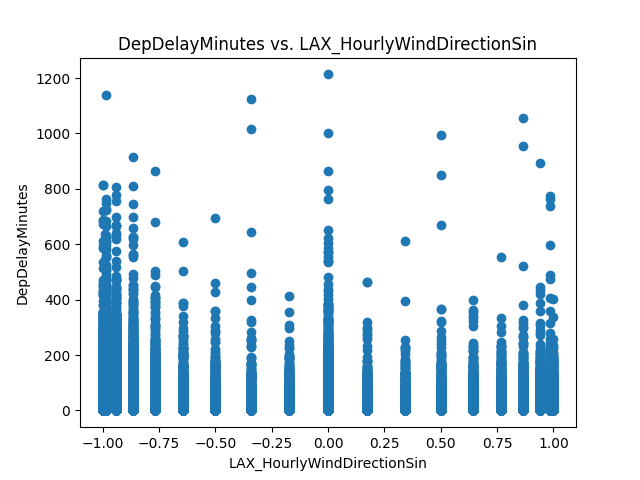 DepDelayMinutes vs. LAX_HourlyWindDirectionSin
1200
1000
800
600
400
200
0
DepDelayMinutes
−1.00 −0.75 −0.50 −0.25 0.00 0.25 0.50 0.75 1.00
LAX_HourlyWindDirectionSin